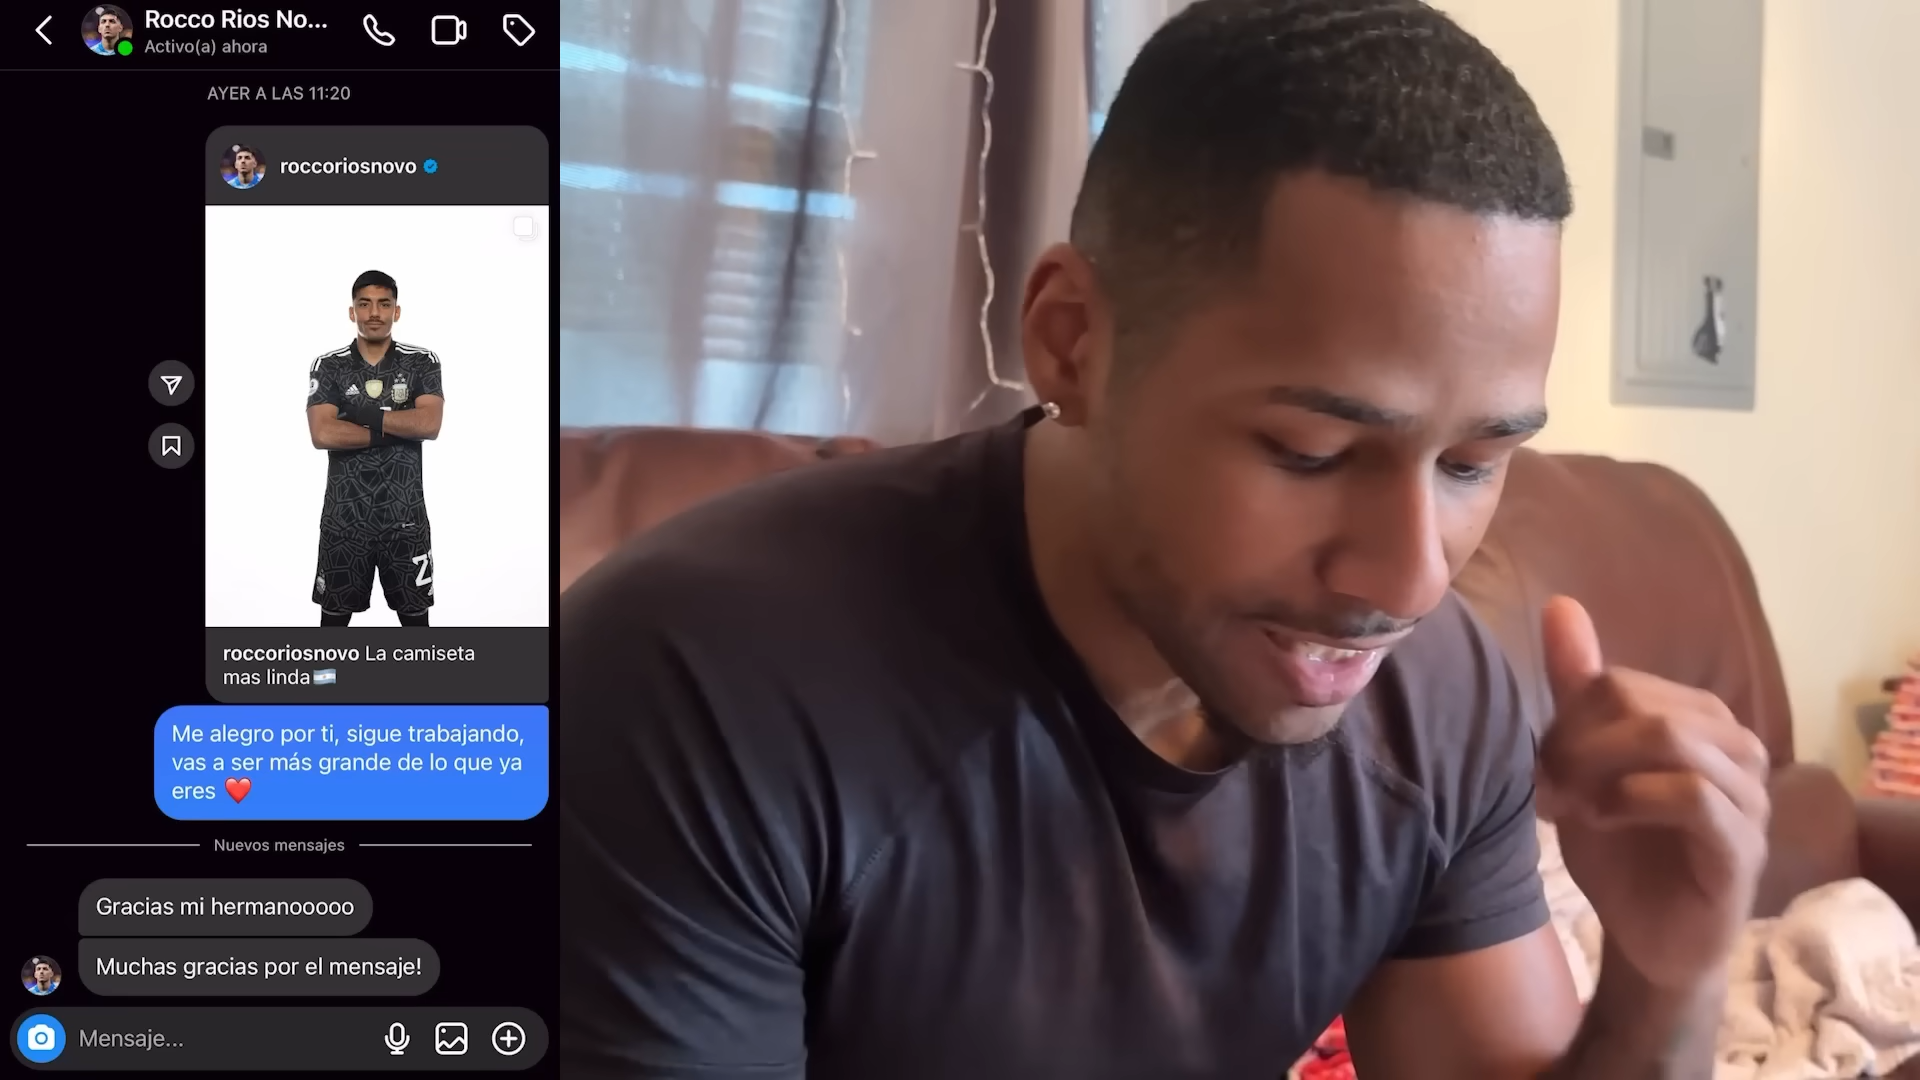 Rocco Rios No...
Activo(a) ahora
AYER A LAS 11:20
roccoriosnovo
roccoriosnovo La camiseta
mas linda🇦🇷
Me alegro por ti, sigue trabajando,
vas a ser más grande de lo que ya
eres ❤️
Nuevos mensajes
Gracias mi hermanooooo
Muchas gracias por el mensaje!
Mensaje...